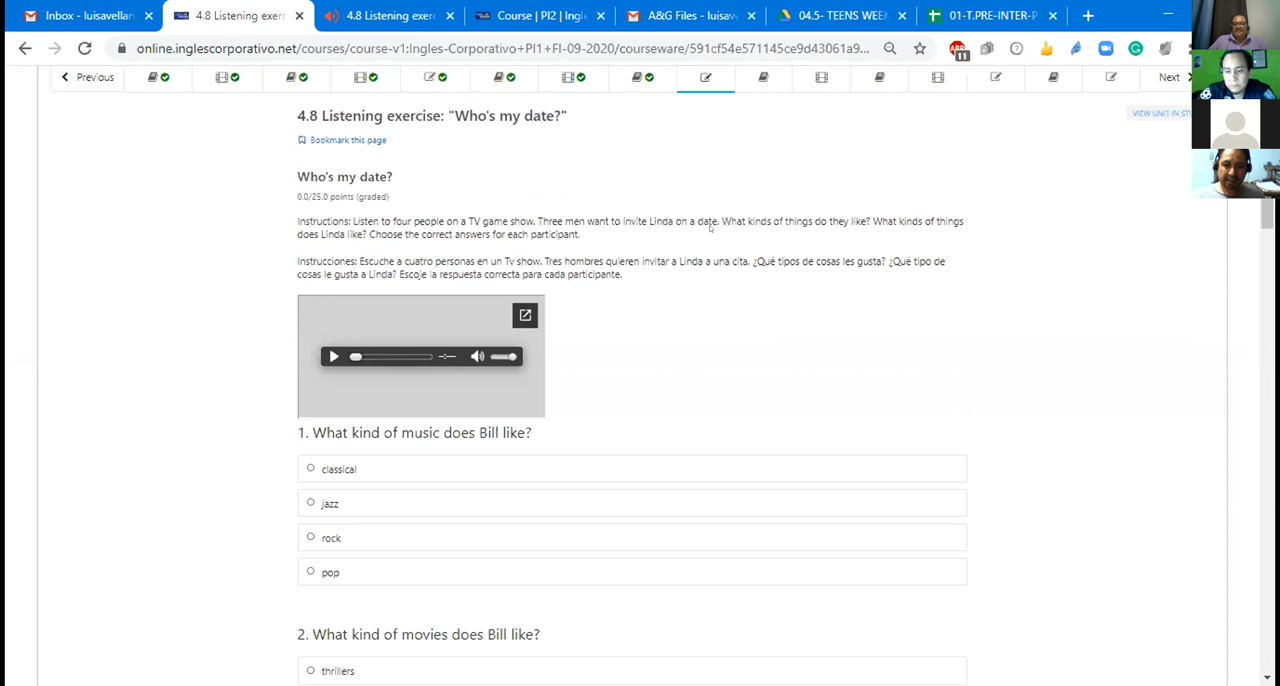 Inbox - luisavellan
4.8 Listening exerc
4.8 Listening exerc
Course | PI2 | Ingle
A&G Files - luisav
04.5- TEENS WEEK
01-T.PRE-INTER-P
online.inglescorporativo.net/courses/course-v1:Ingles-Corporativo+PI1+FI-09-2020/courseware/591cf54e571145ce9d43061a9...
11
Previous
Next
4.8 Listening exercise: "Who's my date?"
VIEW UNIT IN STU
Bookmark this page
Who's my date?
0.0/25.0 points (graded)
Instructions: Listen to four people on a TV game show. Three men want to invite Linda on a date. What kinds of things do they like? What kinds of things
does Linda like? Choose the correct answers for each participant.
Instrucciones: Escuche a cuatro personas en un Tv show. Tres hombres quieren invitar a Linda a una cita. ¿Qué tipos de cosas les gusta? ¿Qué tipo de
cosas le gusta a Linda? Escoje la respuesta correcta para cada participante.
1. What kind of music does Bill like?
classical
jazz
rock
pop
2. What kind of movies does Bill like?
thrillers